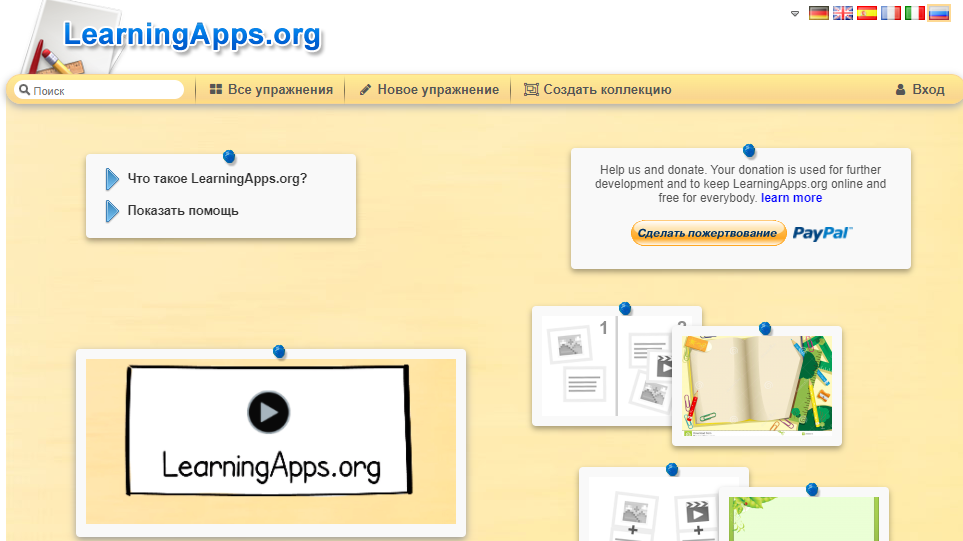 LearningApps.org
Поиск
Все упражнения
Новое упражнение
Создать коллекцию
Вход
Что такое LearningApps.org?
Показать помощь
Help us and donate. Your donation is used for further
development and to keep LearningApps.org online and
free for everybody. learn more
Сделать пожертвование PayPal™
1
2
LearningApps.org